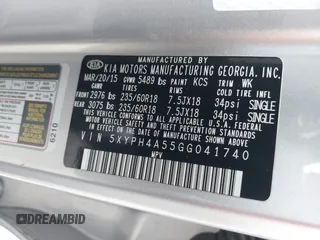 KIA KIA MOTORS MANUFACTURING GEORGIA, INC.
MAR/20/15 GVWR 5489 lbs PAINT KCS TRIM WK
GAWR TIRES RIMS COLD TIRE INFL
FRONT 2976 lbs 235/60R18 7.5JX18 34psi SINGLE
REAR 3075 lbs 235/60R18 7.5JX18 34psi SINGLE
THIS VEHICLE CONFORMS TO ALL APPLICABLE U.S.A. FEDERAL
MOTOR VEHICLE SAFETY AND THEFT PREVENTION STANDARDS
IN EFFECT ON THE DATE OF MANUFACTURE SHOWN ABOVE
VIN 5XYPH4A55GG041740
MPV
6210
DREAMBID